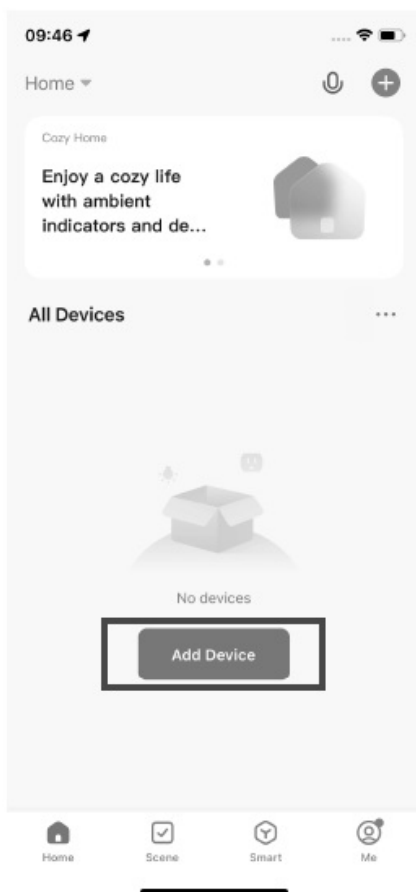 09:46
Home
Cozy Home
Enjoy a cozy life
with ambient
indicators and de...
All Devices
No devices
Add Device
Home
Scene
Smart
Me